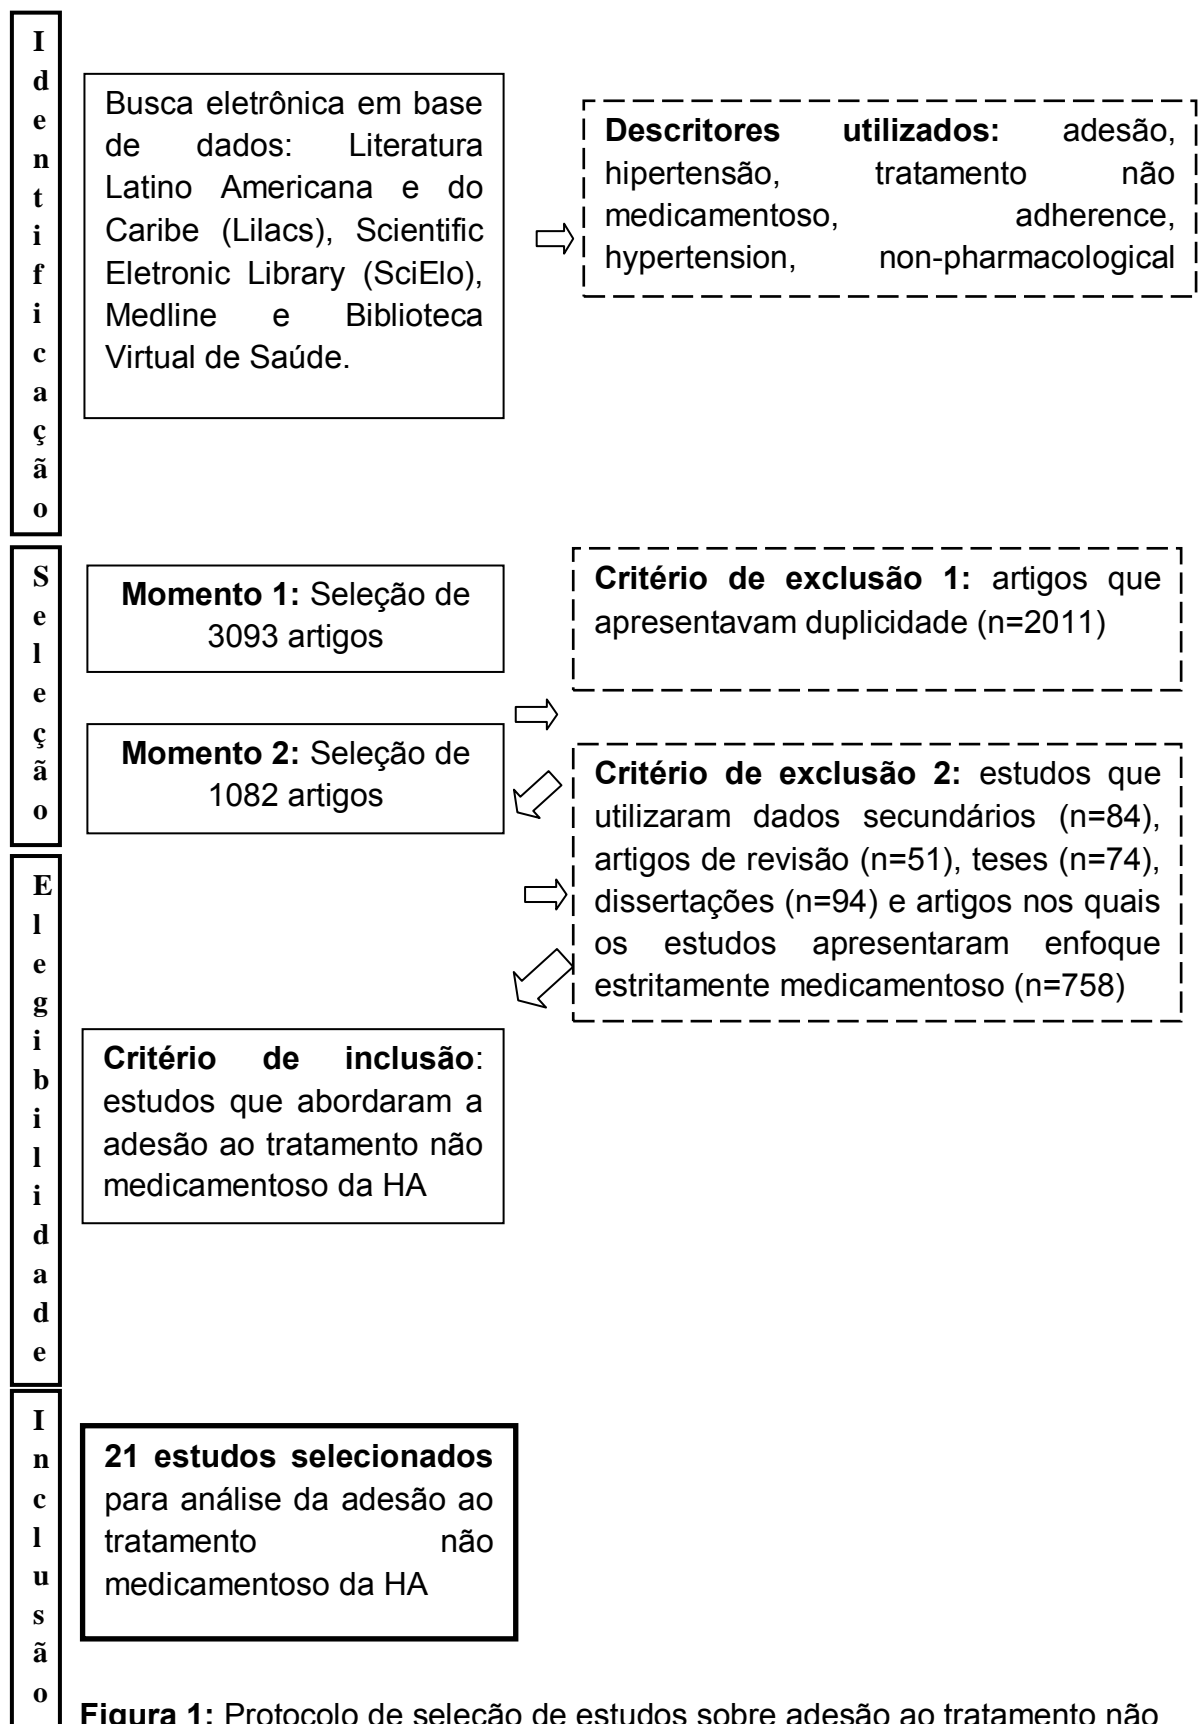 Identificação
Busca eletrônica em base
de dados: Literatura
Latino Americana e do
Caribe (Lilacs), Scientific
Eletronic Library (SciElo),
Medline e Biblioteca
Virtual de Saúde.
Descritores utilizados: adesão,
hipertensão, tratamento não
medicamentoso, adherence,
hypertension, non-pharmacological
Seleção
Momento 1: Seleção de
3093 artigos
Critério de exclusão 1: artigos que
apresentavam duplicidade (n=2011)
Momento 2: Seleção de
1082 artigos
Critério de exclusão 2: estudos que
utilizaram dados secundários (n=84),
artigos de revisão (n=51), teses (n=74),
dissertações (n=94) e artigos nos quais
os estudos apresentaram enfoque
estritamente medicamentoso (n=758)
Elegibilidade
Critério de inclusão:
estudos que abordaram a
adesão ao tratamento não
medicamentoso da HA
Inclusão
21 estudos selecionados
para análise da adesão ao
tratamento não
medicamentoso da HA
Figura 1: Protocolo de seleção de estudos sobre adesão ao tratamento não